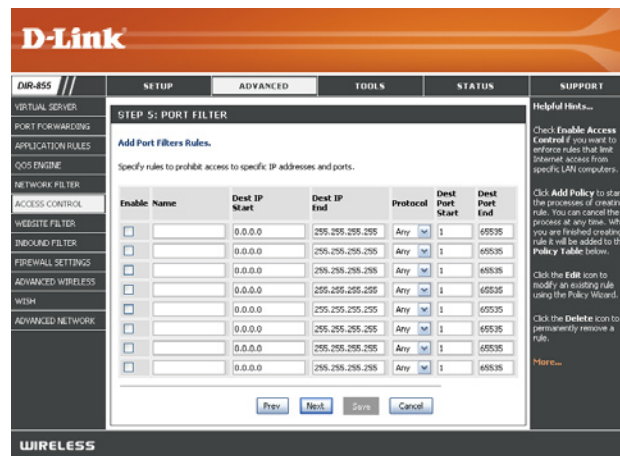 D-Link
DIR-855
SETUP
ADVANCED
TOOLS
STATUS
SUPPORT
VIRTUAL SERVER
PORT FORWARDING
APPLICATION RULES
QOS ENGINE
NETWORK FILTER
ACCESS CONTROL
WEBSITE FILTER
INBOUND FILTER
FIREWALL SETTINGS
ADVANCED WIRELESS
WISH
ADVANCED NETWORK
STEP 5: PORT FILTER
Add Port Filters Rules.
Specify rules to prohibit access to specific IP addresses and ports.
Enable Name Dest IP Start Dest IP End Protocol Dest Port Start Dest Port End
0.0.0.0 255.255.255.255 Any 1 65535
0.0.0.0 255.255.255.255 Any 1 65535
0.0.0.0 255.255.255.255 Any 1 65535
0.0.0.0 255.255.255.255 Any 1 65535
0.0.0.0 255.255.255.255 Any 1 65535
0.0.0.0 255.255.255.255 Any 1 65535
0.0.0.0 255.255.255.255 Any 1 65535
0.0.0.0 255.255.255.255 Any 1 65535
Prev Next Save Cancel
Helpful Hints...
Check Enable Access
Control if you want to
enforce rules that limit
Internet access from
specific LAN computers.
Click Add Policy to star
the processes of creatin
rule. You can cancel the
process at any time. Wh
you are finished creating
rule it will be added to th
Policy Table below.
Click the Edit icon to
modify an existing rule
using the Policy Wizard.
Click the Delete icon to
permanently remove a
rule.
More...
WIRELESS